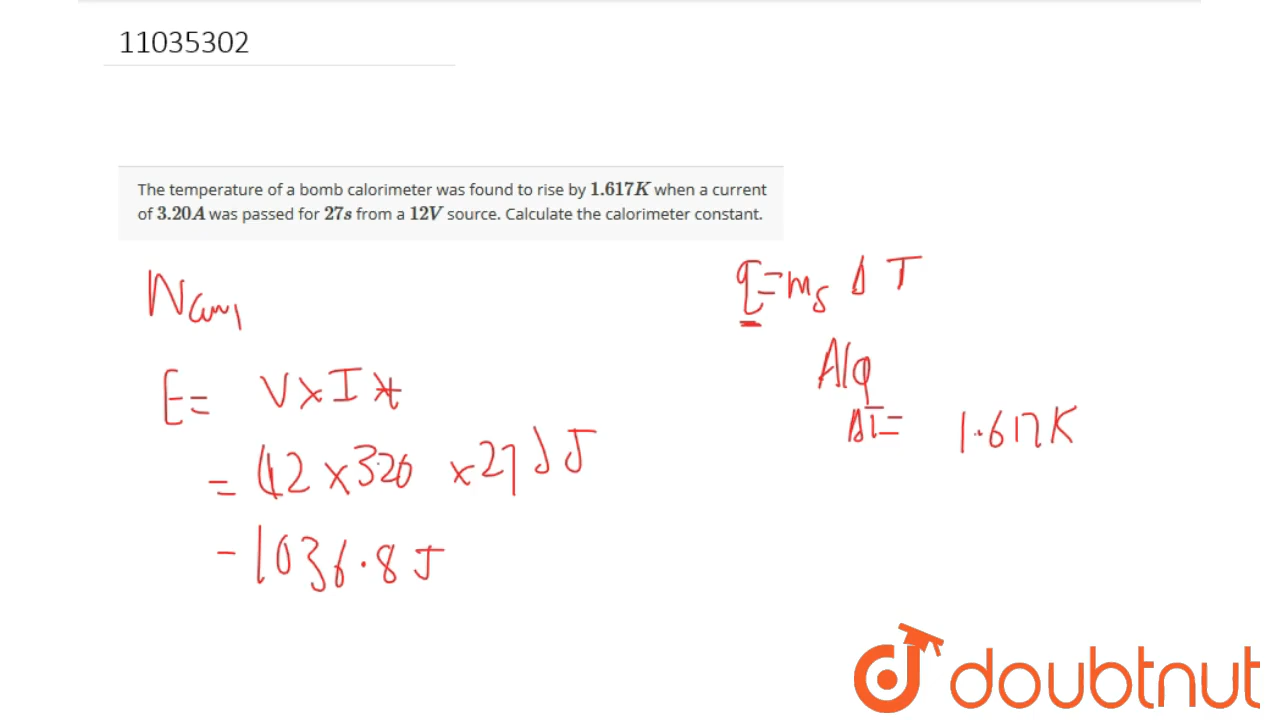 11035302
The temperature of a bomb calorimeter was found to rise by 1.617K when a current
of 3.20A was passed for 27s from a 12V source. Calculate the calorimeter constant.
q=ms Δ T
E= V×I×t
Alq
ΔT= 1.617K
= (12×3.20 ×27) J
= 1036.8 J
doubtnut